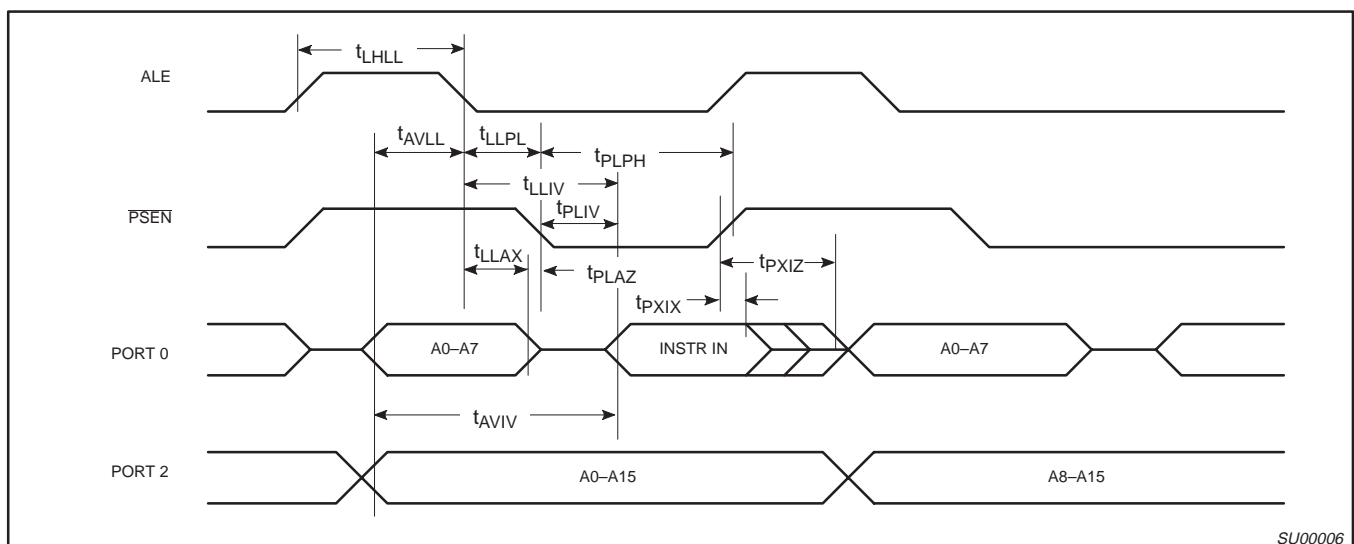 tLHLL
ALE
tAVLL tLLPL
tPLPH
tLLIV
PSEN
tPLIV
tLLAX
tPLAZ
tPXIZ
tPXIX
PORT 0
A0–A7
INSTR IN
A0–A7
tAVIV
PORT 2
A0–A15
A8–A15
SU00006